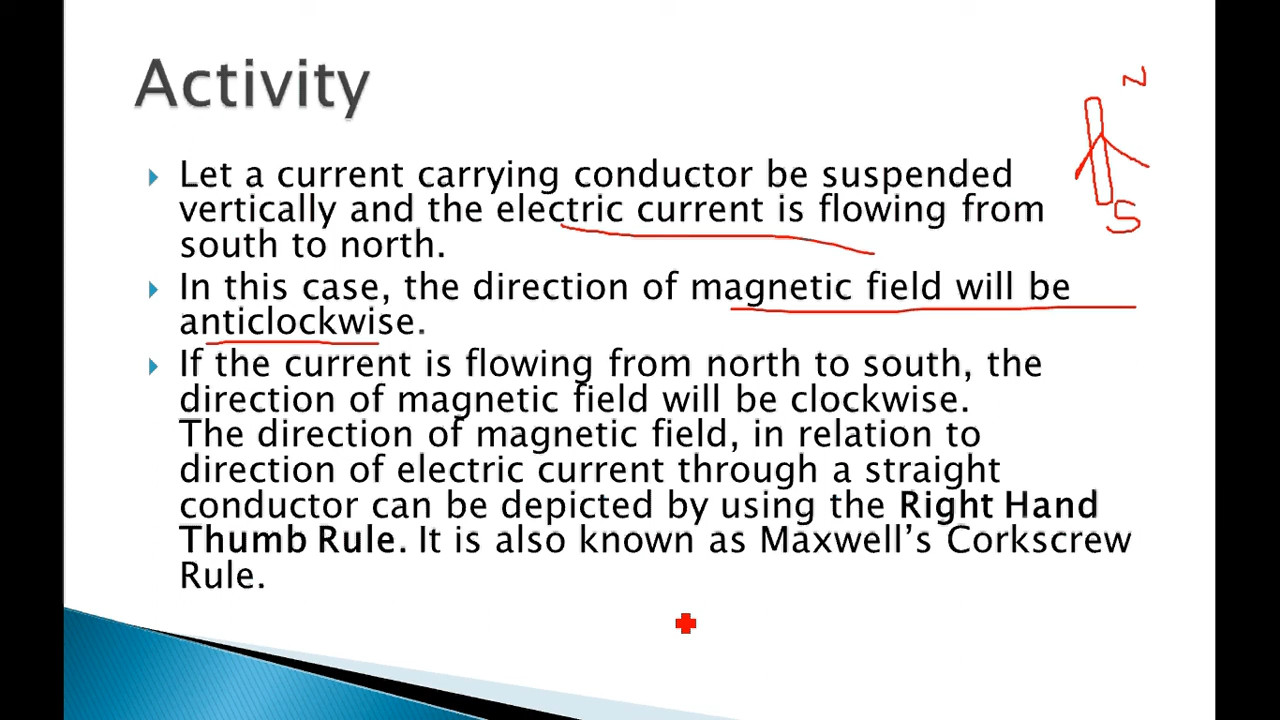 Activity
N
Let a current carrying conductor be suspended
vertically and the electric current is flowing from
S
south to north.
In this case, the direction of magnetic field will be
anticlockwise.
If the current is flowing from north to south, the
direction of magnetic field will be clockwise.
The direction of magnetic field, in relation to
direction of electric current through a straight
conductor can be depicted by using the Right Hand
Thumb Rule. It is also known as Maxwell’s Corkscrew
Rule.